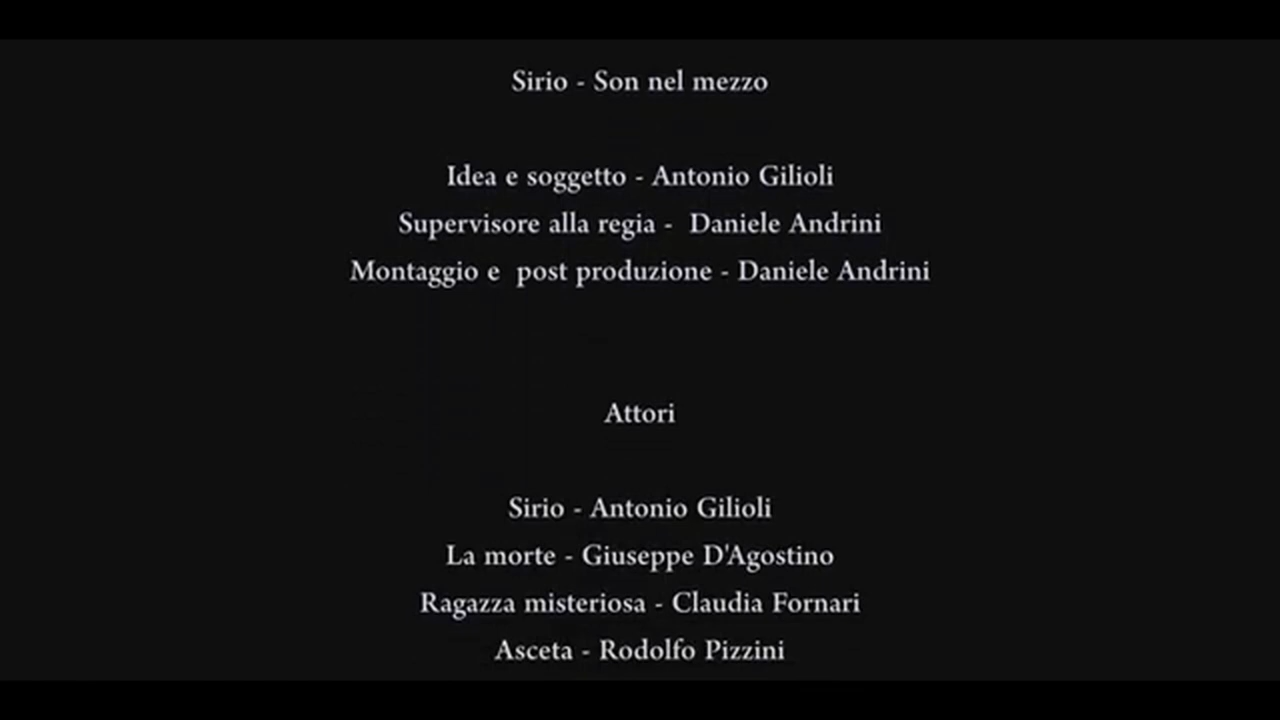 Sirio - Son nel mezzo
Idea e soggetto - Antonio Gilioli
Supervisore alla regia - Daniele Andrini
Montaggio e post produzione - Daniele Andrini
Attori
Sirio - Antonio Gilioli
La morte - Giuseppe D'Agostino
Ragazza misteriosa - Claudia Fornari
Asceta - Rodolfo Pizzini